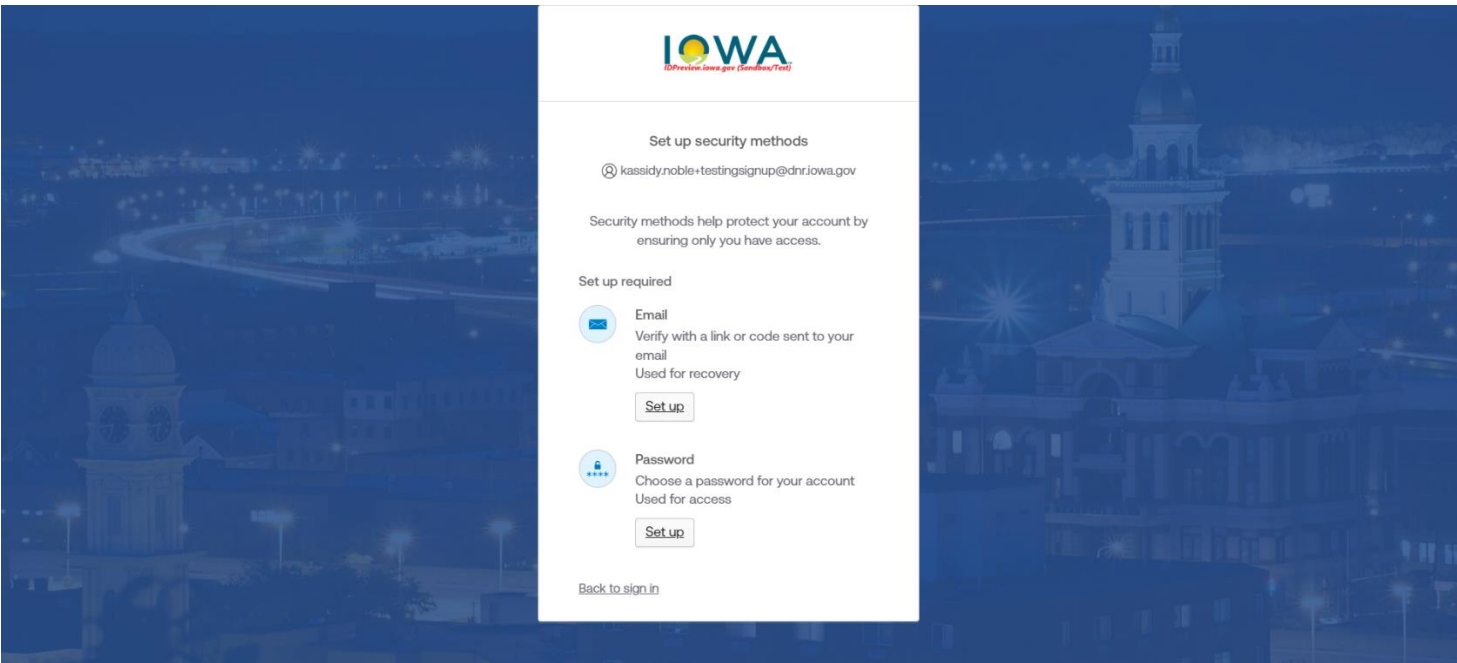 IOWA
IDPreview.iowa.gov (Sandbox/Test)
Set up security methods
kassidy.noble+testingsignup@dnr.iowa.gov
Security methods help protect your account by
ensuring only you have access.
Set up required
Email
Verify with a link or code sent to your
email
Used for recovery
Set up
Password
Choose a password for your account
Used for access
Set up
Back to sign in